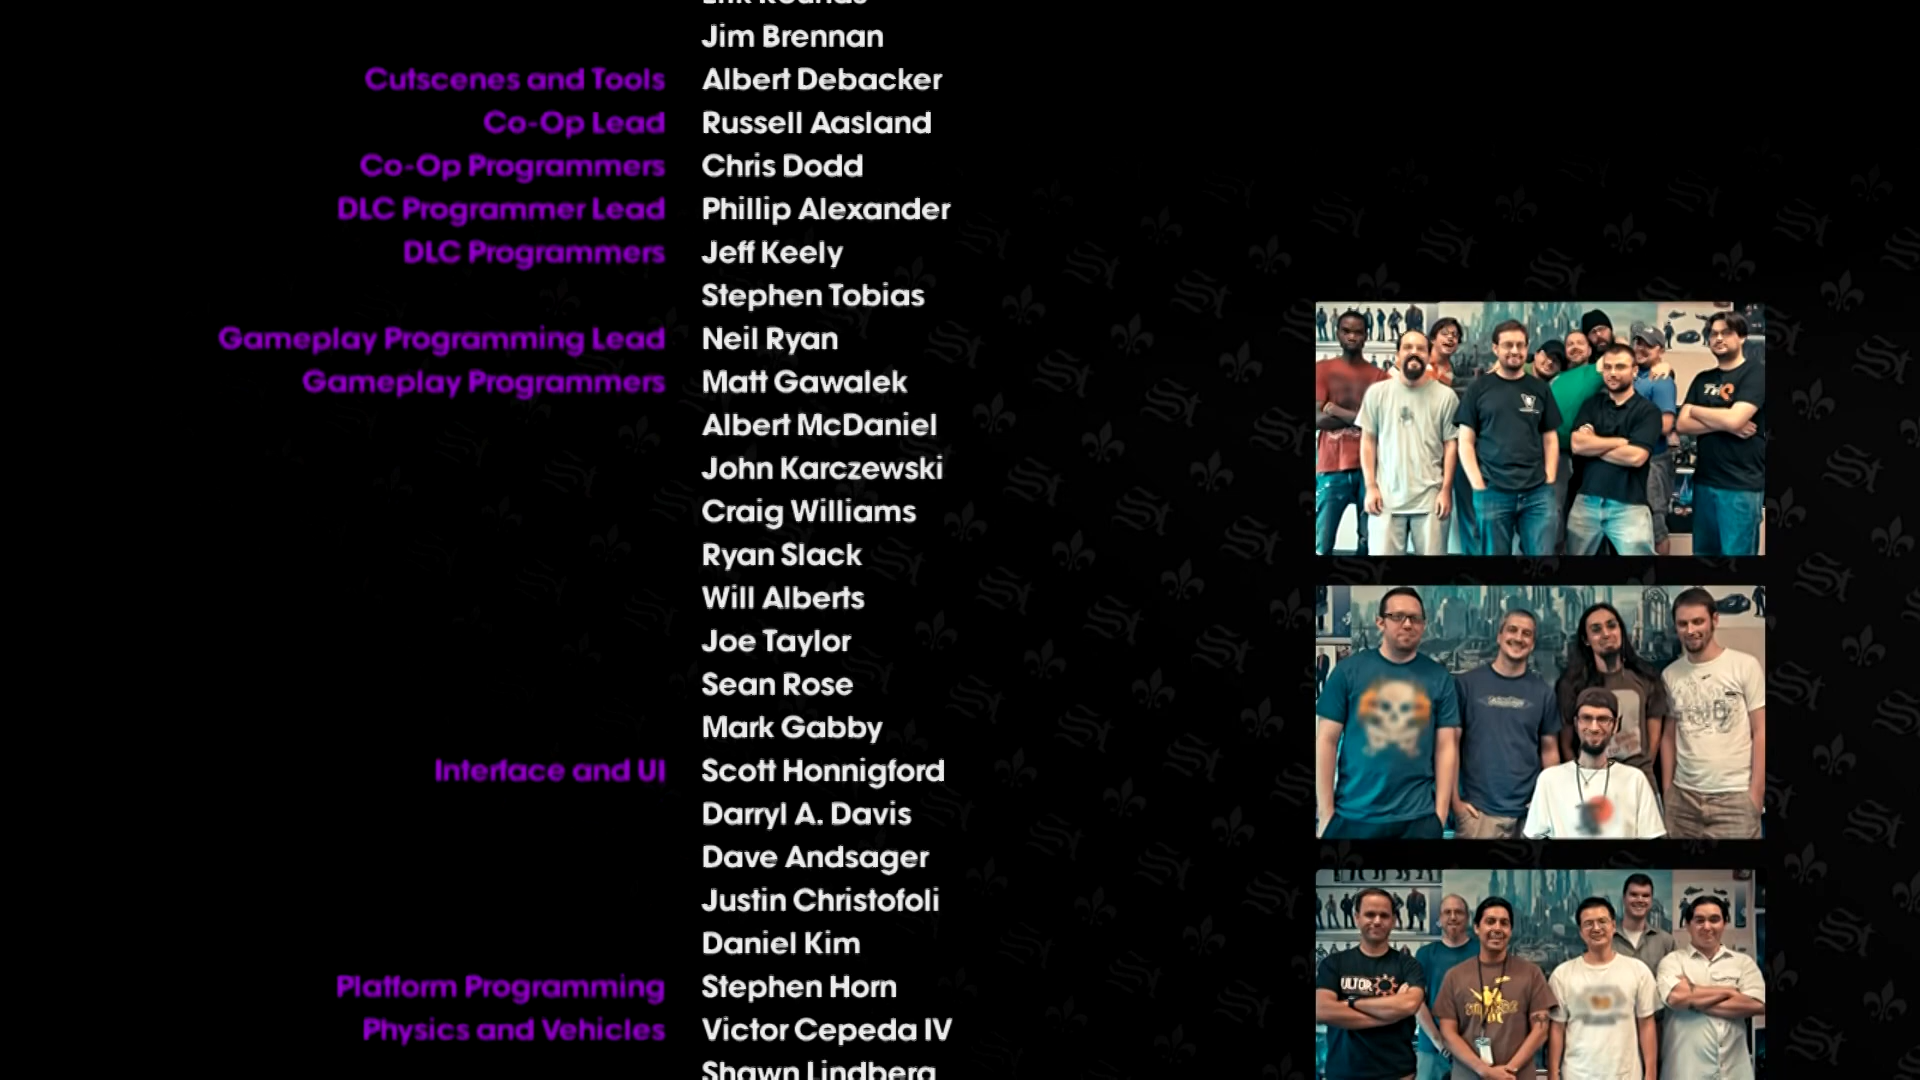 Jim Brennan
Cutscenes and Tools Albert Debacker
Co-Op Lead Russell Aasland
Co-Op Programmers Chris Dodd
DLC Programmer Lead Phillip Alexander
DLC Programmers Jeff Keely
Stephen Tobias
Gameplay Programming Lead Neil Ryan
Gameplay Programmers Matt Gawalek
Albert McDaniel
John Karczewski
Craig Williams
Ryan Slack
Will Alberts
Joe Taylor
Sean Rose
Mark Gabby
Interface and UI Scott Honnigford
Darryl A. Davis
Dave Andsager
Justin Christofoli
Daniel Kim
Platform Programming Stephen Horn
Physics and Vehicles Victor Cepeda IV
Shawn Lindberg
THQ
ULTOR